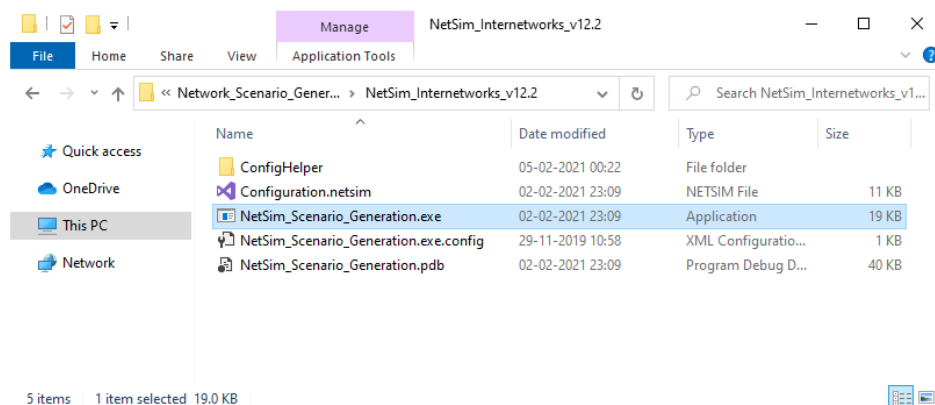 Manage NetSim_Internetworks_v12.2
File Home Share View Application Tools
« Network_Scenario_Gener... › NetSim_Internetworks_v12.2 Search NetSim_Internetworks_v1...
Name Date modified Type Size
Quick access
OneDrive
This PC
Network
ConfigHelper 05-02-2021 00:22 File folder
Configuration.netsim 02-02-2021 23:09 NETSIM File 11 KB
NetSim_Scenario_Generation.exe 02-02-2021 23:09 Application 19 KB
NetSim_Scenario_Generation.exe.config 29-11-2019 10:58 XML Configuratio... 1 KB
NetSim_Scenario_Generation.pdb 02-02-2021 23:09 Program Debug D... 40 KB
5 items 1 item selected 19.0 KB